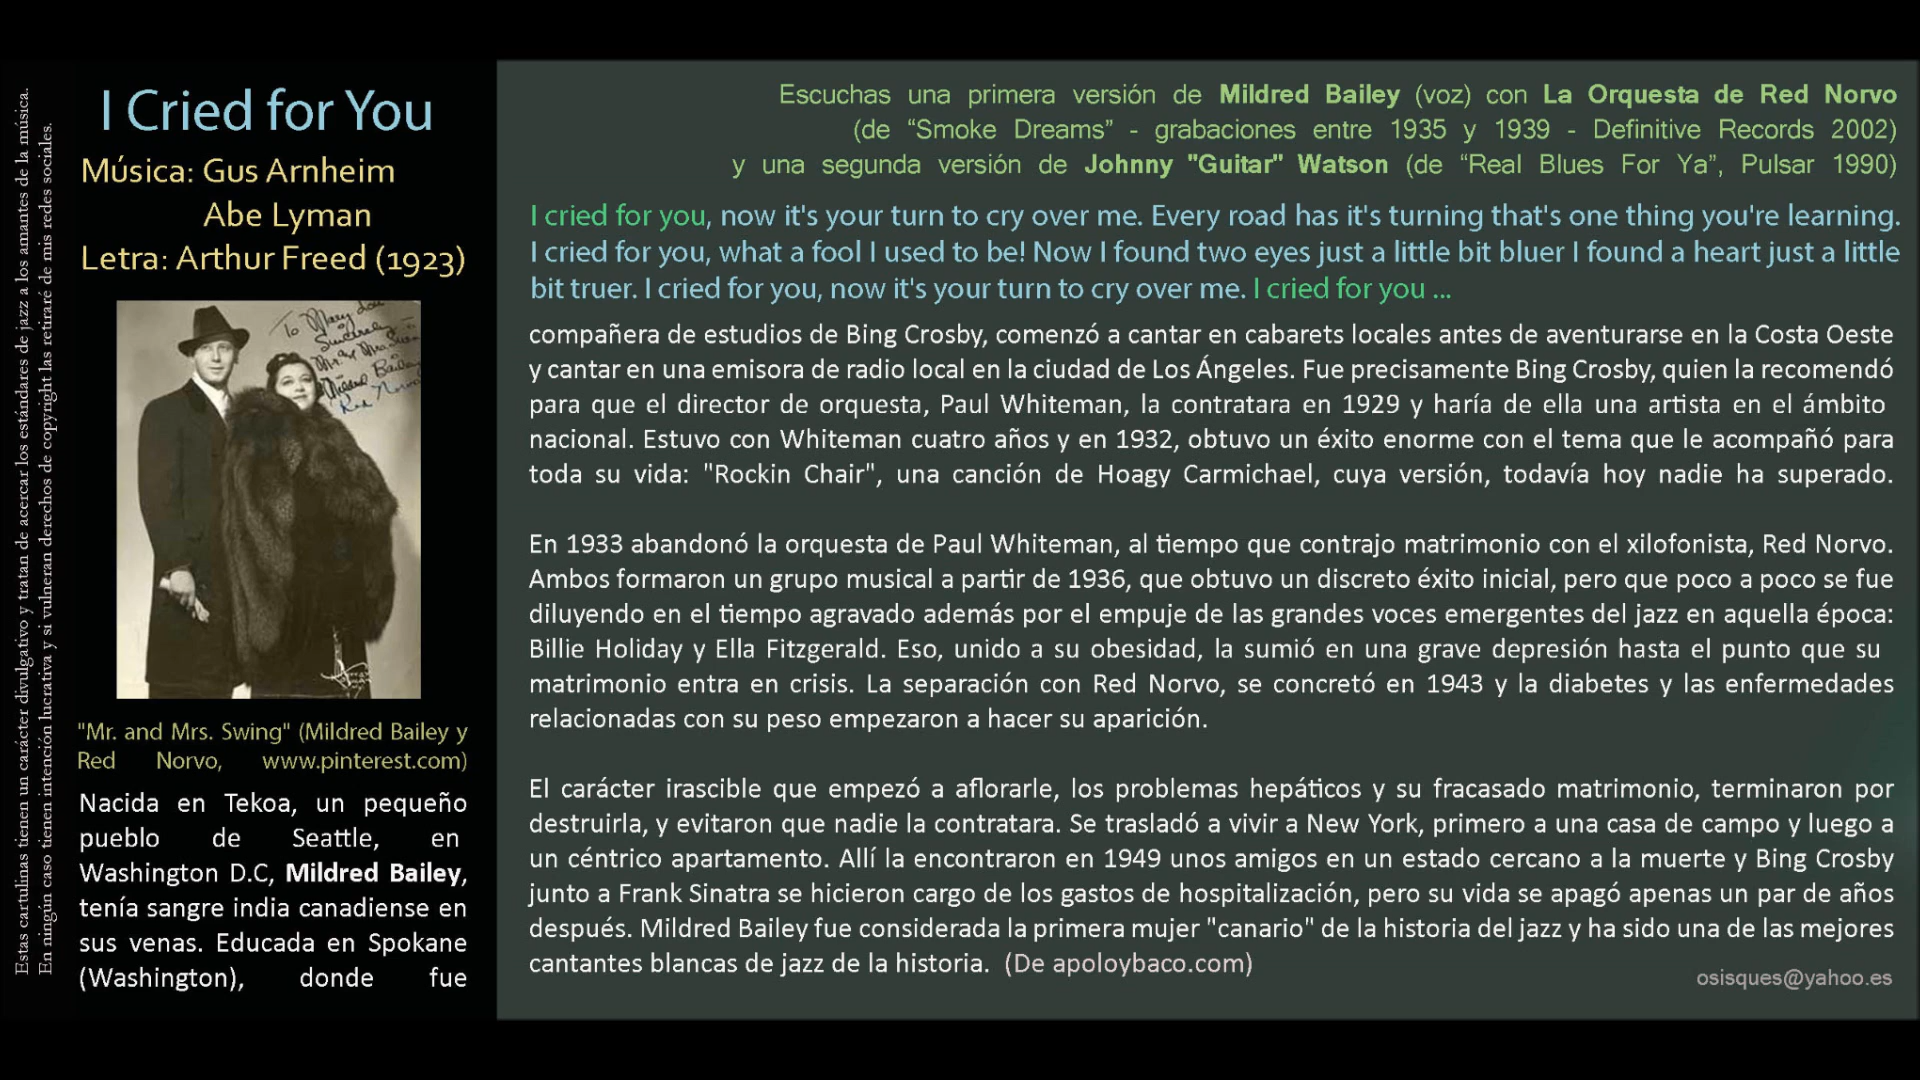 Estas cartulinas tienen un carácter divulgativo y tratan de acercar los estándares de jazz a los amantes de la música.
En ningún caso tienen intención lucrativa y si vulneran derechos de copyright las retiraré de mis redes sociales.
I Cried for You
Música: Gus Arnheim
Abe Lyman
Letra: Arthur Freed (1923)
To Mary Lou
Sincerely
Mr. & Mrs. Swing
Mildred Bailey
Red Norvo
"Mr. and Mrs. Swing" (Mildred Bailey y
Red Norvo, www.pinterest.com)
Nacida en Tekoa, un pequeño
pueblo de Seattle, en
Washington D.C, Mildred Bailey,
tenía sangre india canadiense en
sus venas. Educada en Spokane
(Washington), donde fue
Escuchas una primera versión de Mildred Bailey (voz) con La Orquesta de Red Norvo
(de “Smoke Dreams” - grabaciones entre 1935 y 1939 - Definitive Records 2002)
y una segunda versión de Johnny "Guitar" Watson (de “Real Blues For Ya”, Pulsar 1990)
I cried for you, now it's your turn to cry over me. Every road has it's turning that's one thing you're learning.
I cried for you, what a fool I used to be! Now I found two eyes just a little bit bluer I found a heart just a little
bit truer. I cried for you, now it's your turn to cry over me. I cried for you ...
compañera de estudios de Bing Crosby, comenzó a cantar en cabarets locales antes de aventurarse en la Costa Oeste
y cantar en una emisora de radio local en la ciudad de Los Ángeles. Fue precisamente Bing Crosby, quien la recomendó
para que el director de orquesta, Paul Whiteman, la contratara en 1929 y haría de ella una artista en el ámbito
nacional. Estuvo con Whiteman cuatro años y en 1932, obtuvo un éxito enorme con el tema que le acompañó para
toda su vida: "Rockin Chair", una canción de Hoagy Carmichael, cuya versión, todavía hoy nadie ha superado.
En 1933 abandonó la orquesta de Paul Whiteman, al tiempo que contrajo matrimonio con el xilofonista, Red Norvo.
Ambos formaron un grupo musical a partir de 1936, que obtuvo un discreto éxito inicial, pero que poco a poco se fue
diluyendo en el tiempo agravado además por el empuje de las grandes voces emergentes del jazz en aquella época:
Billie Holiday y Ella Fitzgerald. Eso, unido a su obesidad, la sumió en una grave depresión hasta el punto que su
matrimonio entra en crisis. La separación con Red Norvo, se concretó en 1943 y la diabetes y las enfermedades
relacionadas con su peso empezaron a hacer su aparición.
El carácter irascible que empezó a aflorarle, los problemas hepáticos y su fracasado matrimonio, terminaron por
destruirla, y evitaron que nadie la contratara. Se trasladó a vivir a New York, primero a una casa de campo y luego a
un céntrico apartamento. Allí la encontraron en 1949 unos amigos en un estado cercano a la muerte y Bing Crosby
junto a Frank Sinatra se hicieron cargo de los gastos de hospitalización, pero su vida se apagó apenas un par de años
después. Mildred Bailey fue considerada la primera mujer "canario" de la historia del jazz y ha sido una de las mejores
cantantes blancas de jazz de la historia. (De apoloybaco.com)
osisques@yahoo.es